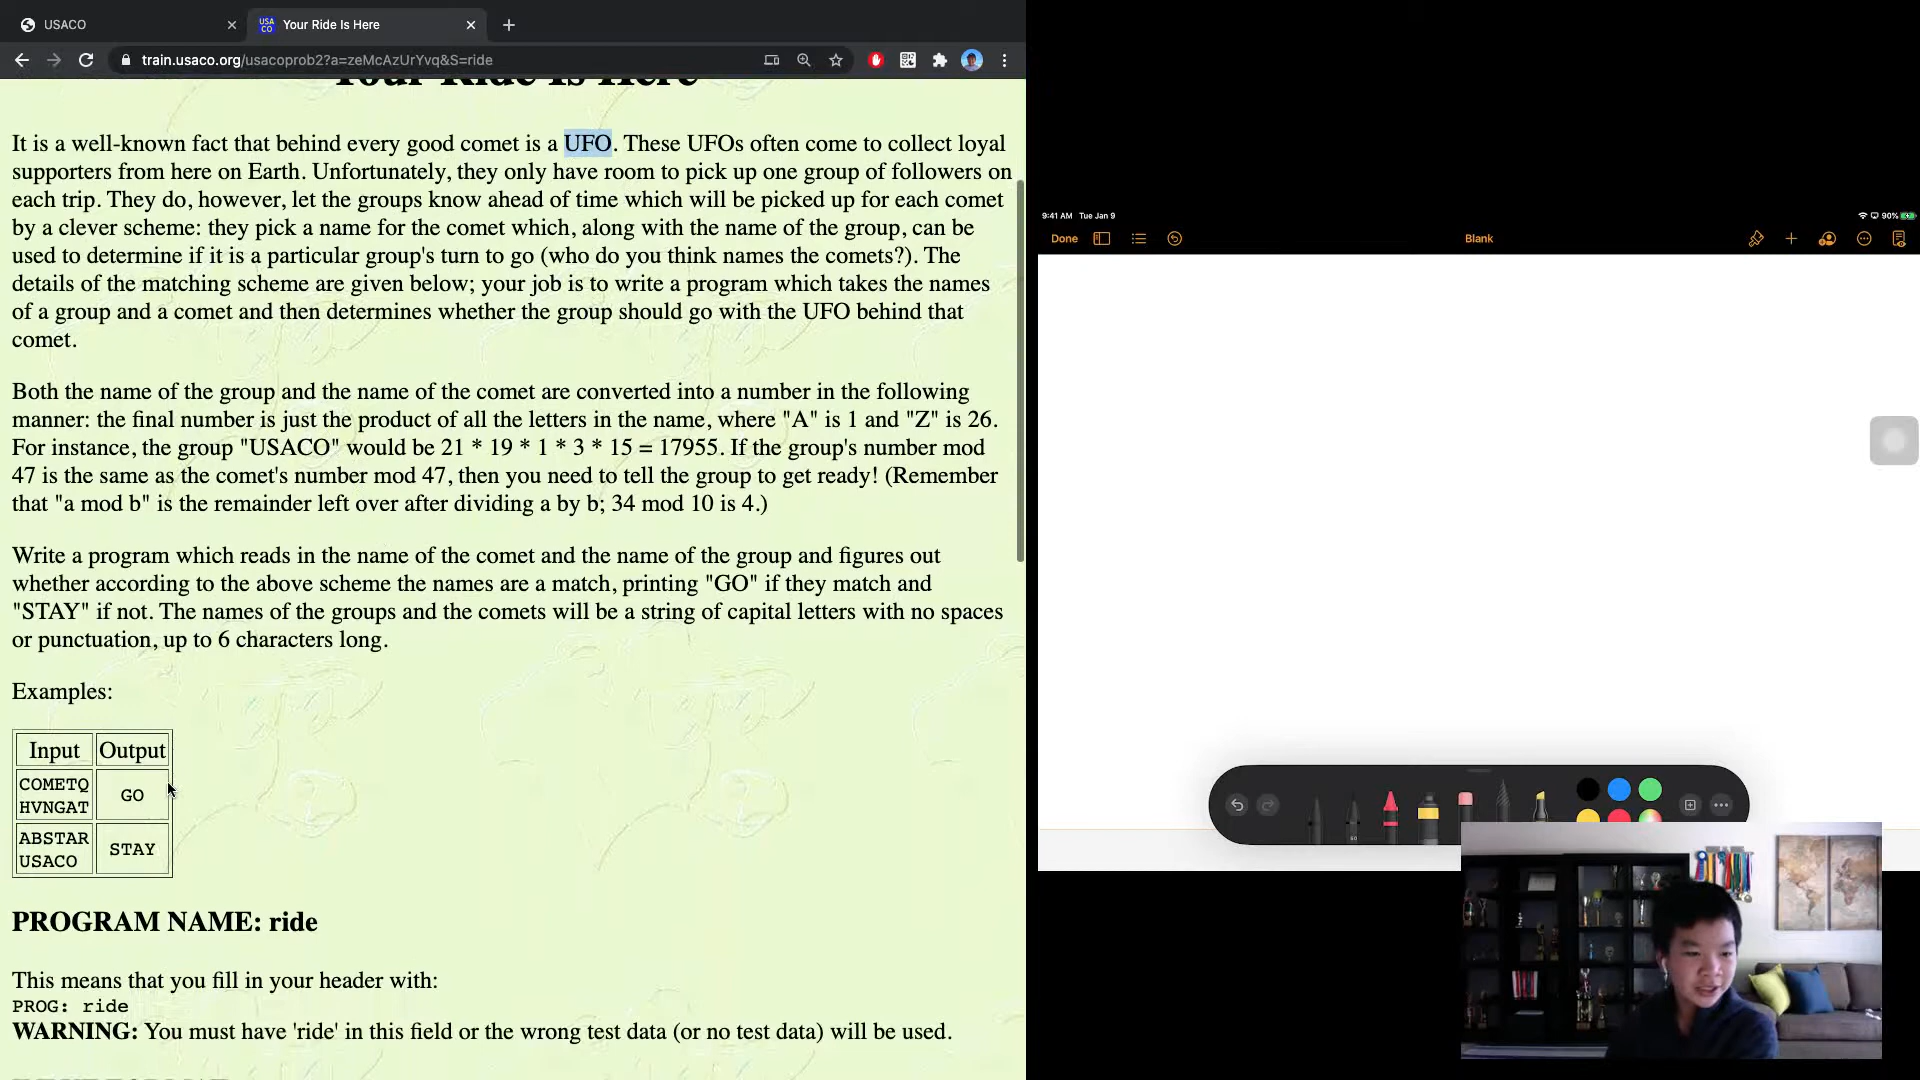 USACO
USA CO
Your Ride Is Here
train.usaco.org/usacoprob2?a=zeMcAzUrYvq&S=ride
Your Ride Is Here
It is a well-known fact that behind every good comet is a UFO. These UFOs often come to collect loyal
supporters from here on Earth. Unfortunately, they only have room to pick up one group of followers on
each trip. They do, however, let the groups know ahead of time which will be picked up for each comet
by a clever scheme: they pick a name for the comet which, along with the name of the group, can be
used to determine if it is a particular group's turn to go (who do you think names the comets?). The
details of the matching scheme are given below; your job is to write a program which takes the names
of a group and a comet and then determines whether the group should go with the UFO behind that
comet.
Both the name of the group and the name of the comet are converted into a number in the following
manner: the final number is just the product of all the letters in the name, where "A" is 1 and "Z" is 26.
For instance, the group "USACO" would be 21 * 19 * 1 * 3 * 15 = 17955. If the group's number mod
47 is the same as the comet's number mod 47, then you need to tell the group to get ready! (Remember
that "a mod b" is the remainder left over after dividing a by b; 34 mod 10 is 4.)
Write a program which reads in the name of the comet and the name of the group and figures out
whether according to the above scheme the names are a match, printing "GO" if they match and
"STAY" if not. The names of the groups and the comets will be a string of capital letters with no spaces
or punctuation, up to 6 characters long.
Examples:
Input Output
COMETQ
HVNGAT
GO
ABSTAR
USACO
STAY
PROGRAM NAME: ride
This means that you fill in your header with:
PROG: ride
WARNING: You must have 'ride' in this field or the wrong test data (or no test data) will be used.
9:41 AM Tue Jan 9
90%
Done
Blank